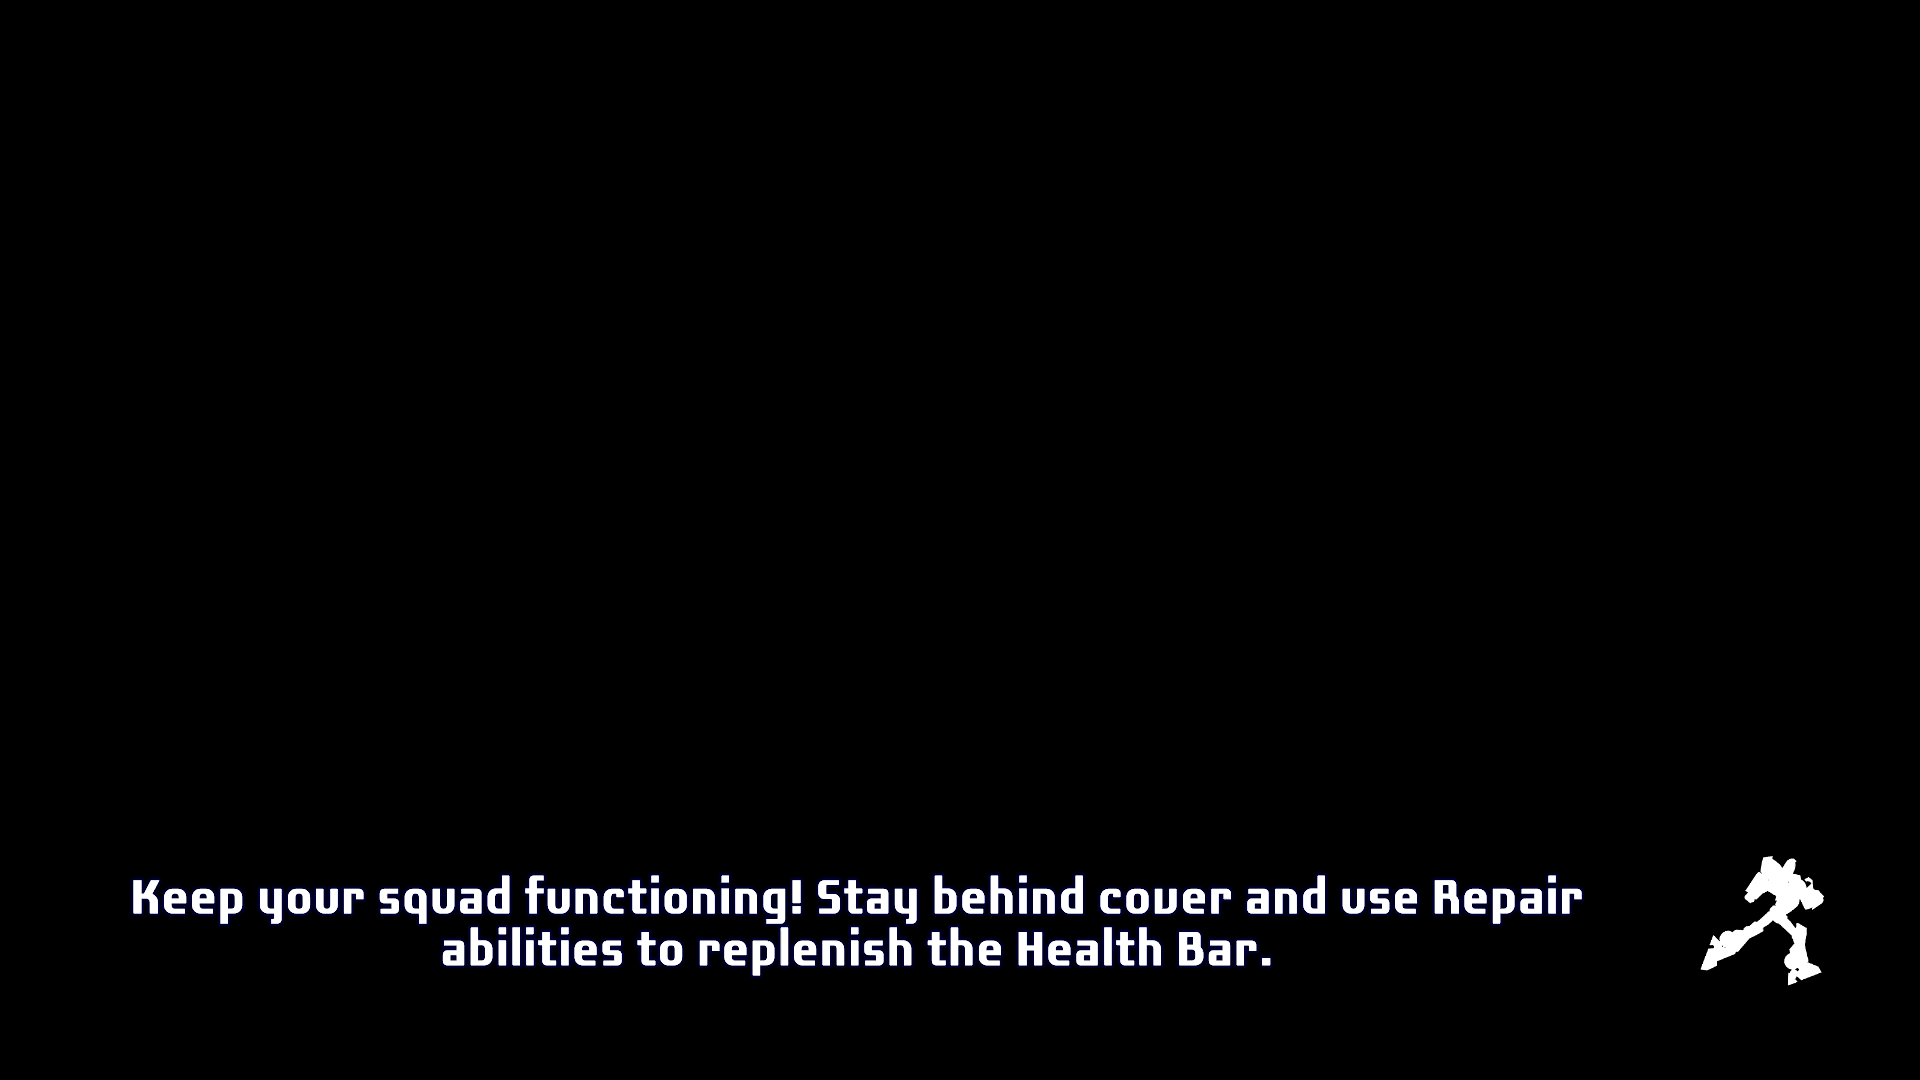 Keep your squad functioning! Stay behind cover and use Repair
abilities to replenish the Health Bar.